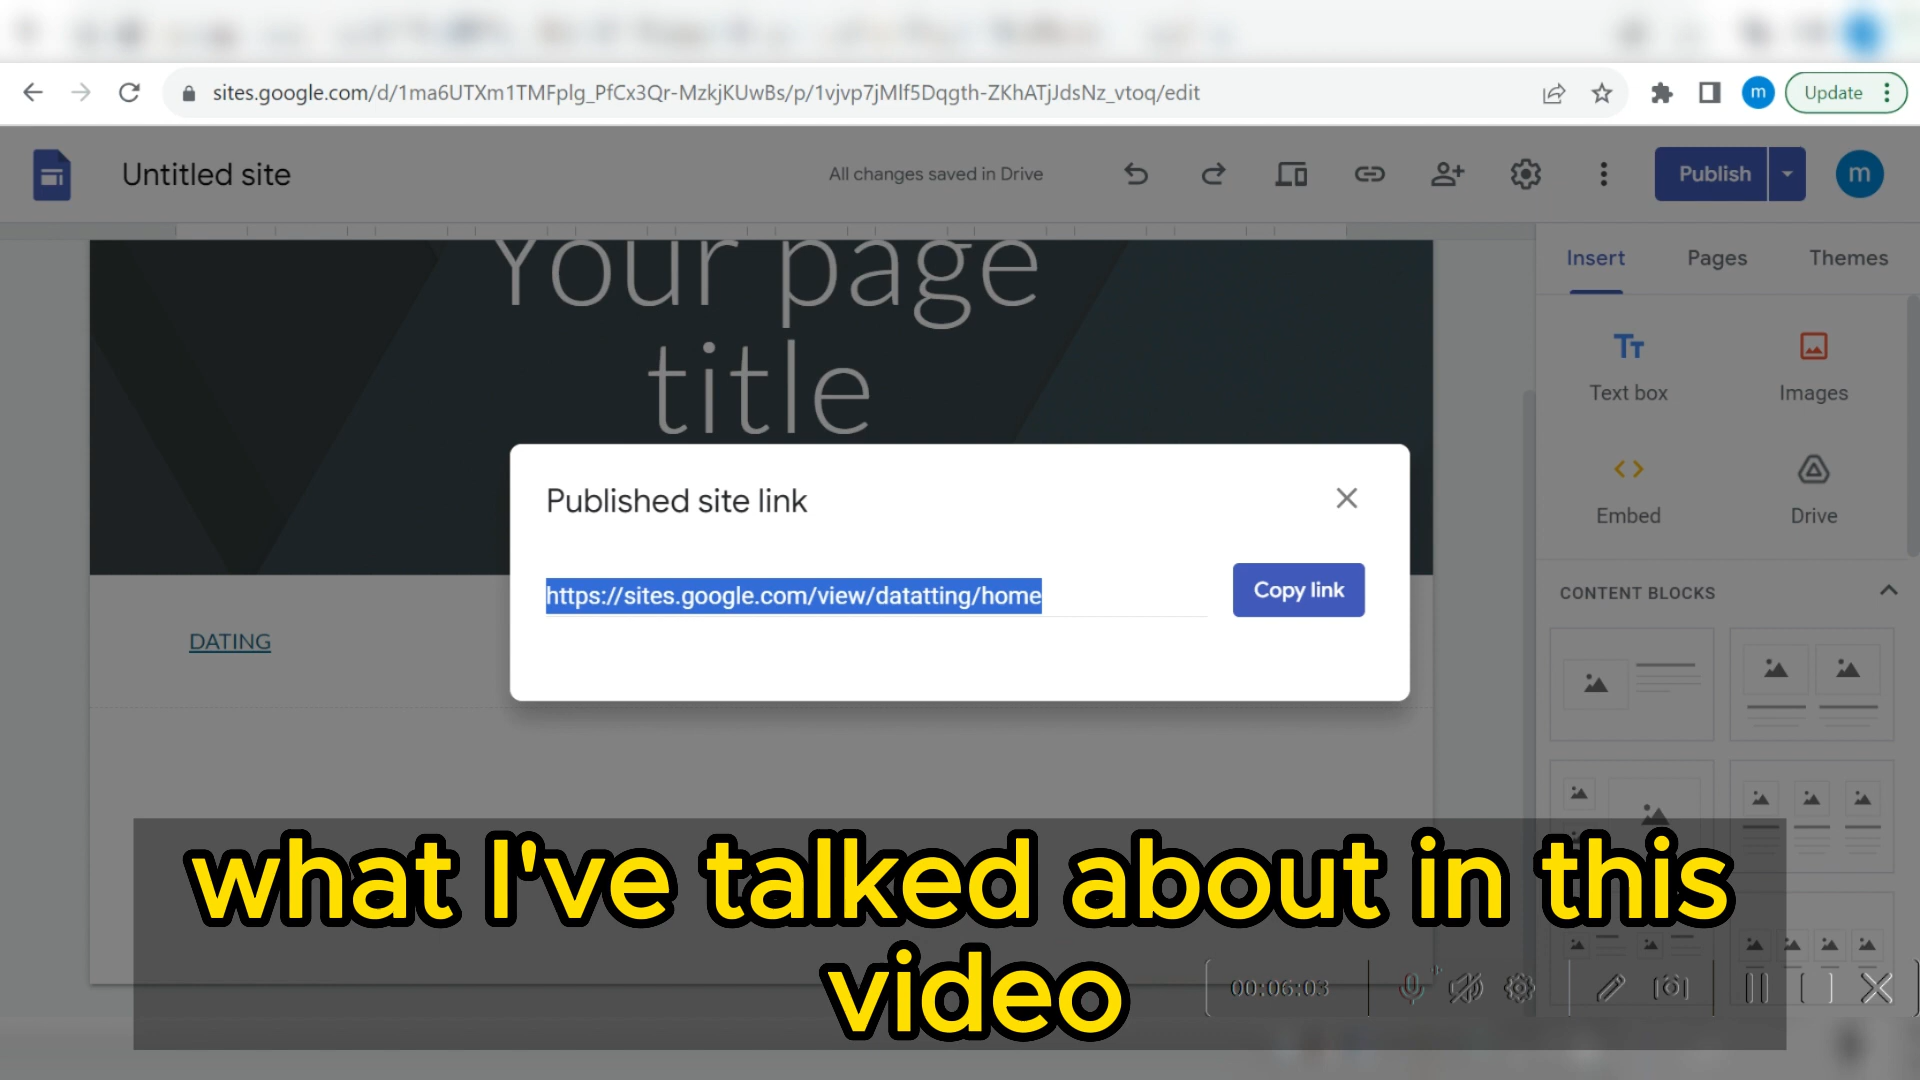 sites.google.com/d/1ma6UTXm1TMFplg_PfCx3Qr-MzkjKUwBs/p/1vjvp7jMlf5Dqgth-ZKhATjJdsNz_vtoq/edit
m
Update
Untitled site
All changes saved in Drive
Publish
m
Your page
title
Insert
Pages
Themes
Text box
Images
Embed
Drive
Published site link
https://sites.google.com/view/datatting/home
Copy link
CONTENT BLOCKS
DATING
what I've talked about in this
video
00:06:03